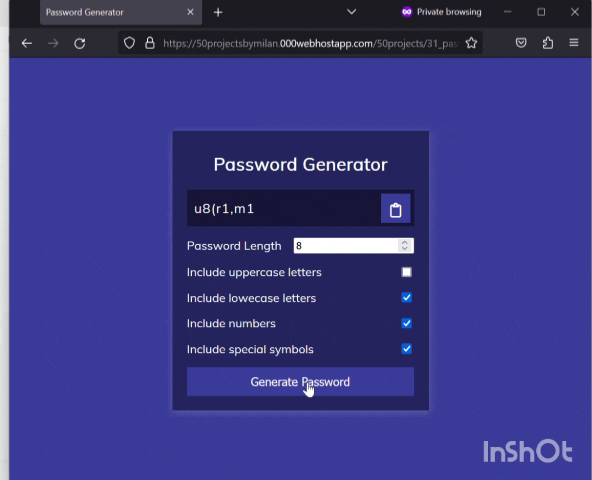 Password Generator
Private browsing
https://50projectsbymilan.000webhostapp.com/50projects/31_pas
Password Generator
u8(r1,m1
Password Length 8
Include uppercase letters
Include lowecase letters
Include numbers
Include special symbols
Generate Password
InShOt